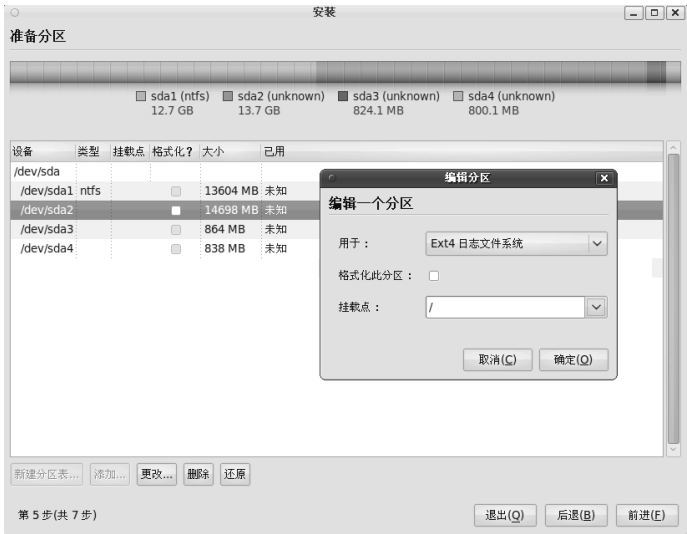 安装
准备分区
sda1 (ntfs) sda2 (unknown) sda3 (unknown) sda4 (unknown)
12.7 GB 13.7 GB 824.1 MB 800.1 MB
设备 类型 挂载点 格式化? 大小 已用
/dev/sda
/dev/sda1 ntfs 13604 MB 未知
/dev/sda2 14698 MB 未知
/dev/sda3 864 MB 未知
/dev/sda4 838 MB 未知
编辑分区
编辑一个分区
用于： Ext4 日志文件系统
格式化此分区：
挂载点： /
取消(C) 确定(O)
新建分区表... 添加... 更改... 删除 还原
第 5 步(共 7 步) 退出(Q) 后退(B) 前进(F)